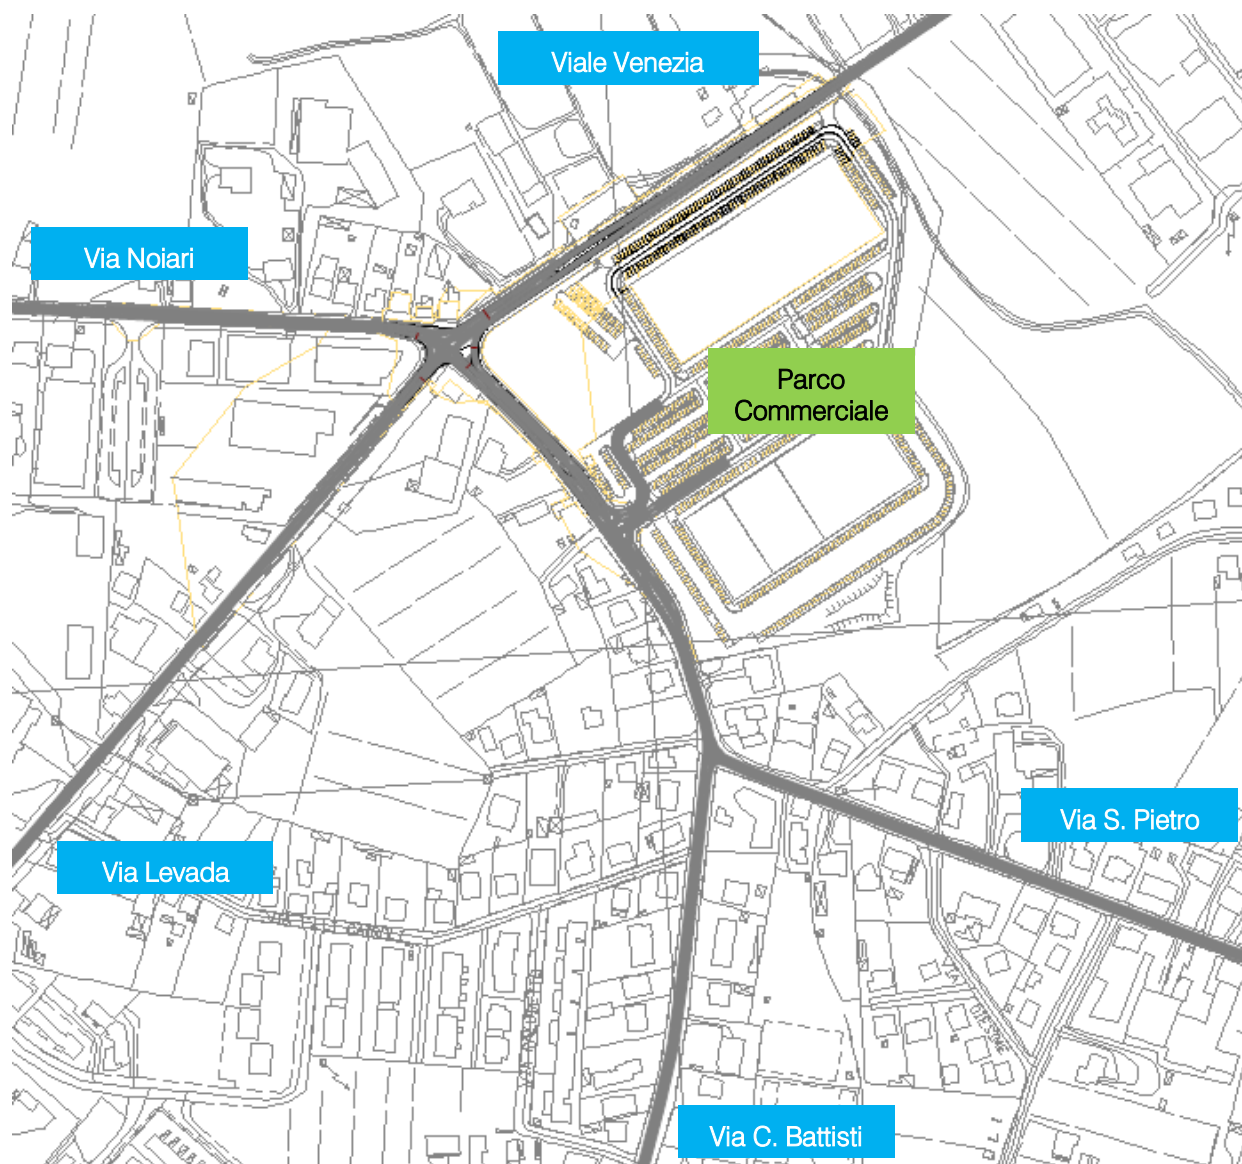 Viale Venezia
Via Noiari
Parco
Commerciale
Via S. Pietro
Via Levada
Via C. Battisti